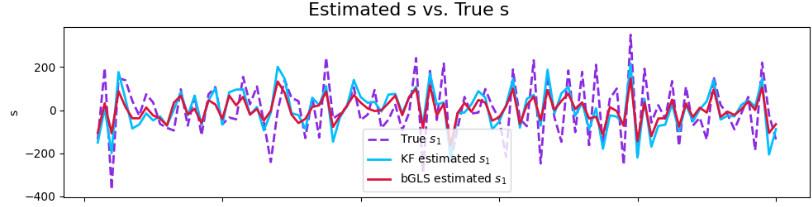 Estimated s vs. True s
200
0
−200
−400
s
True s₁
KF estimated s₁
bGLS estimated s₁